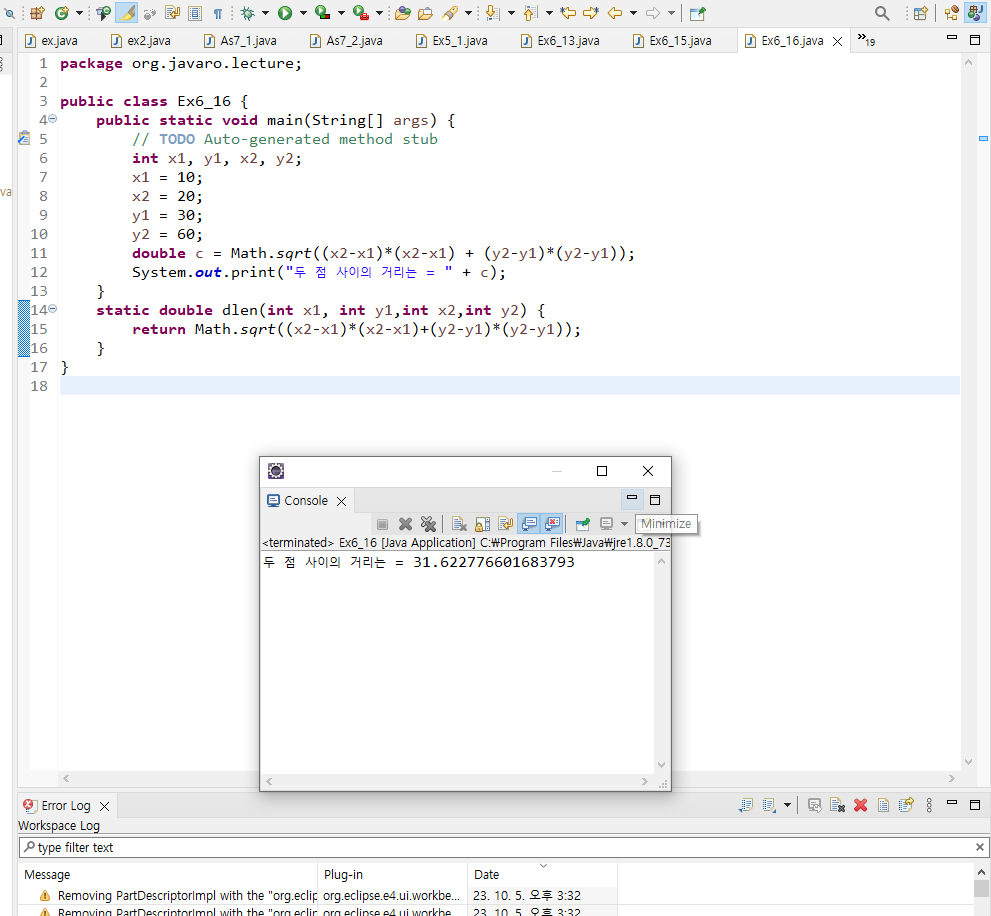 ex.java ex2.java As7_1.java As7_2.java Ex5_1.java Ex6_13.java Ex6_15.java Ex6_16.java »19
1 package org.javaro.lecture;
2
3 public class Ex6_16 {
4 public static void main(String[] args) {
5 // TODO Auto-generated method stub
6 int x1, y1, x2, y2;
7 x1 = 10;
va
8 x2 = 20;
9 y1 = 30;
10 y2 = 60;
11 double c = Math.sqrt((x2-x1)*(x2-x1) + (y2-y1)*(y2-y1));
12 System.out.print("두 점 사이의 거리는 = " + c);
13 }
14 static double dlen(int x1, int y1,int x2,int y2) {
15 return Math.sqrt((x2-x1)*(x2-x1)+(y2-y1)*(y2-y1));
16 }
17 }
18
Console
Minimize
<terminated> Ex6_16 [Java Application] C:₩Program Files₩Java₩jre1.8.0_73
두 점 사이의 거리는 = 31.622776601683793
Error Log
Workspace Log
type filter text
Message Plug-in Date
Removing PartDescriptorImpl with the "org.eclip org.eclipse.e4.ui.workbe... 23. 10. 5. 오후 3:32
Removing PartDescriptorImpl with the "org.eclip org.eclipse.e4.ui.workbe... 23. 10. 5. 오후 3:32